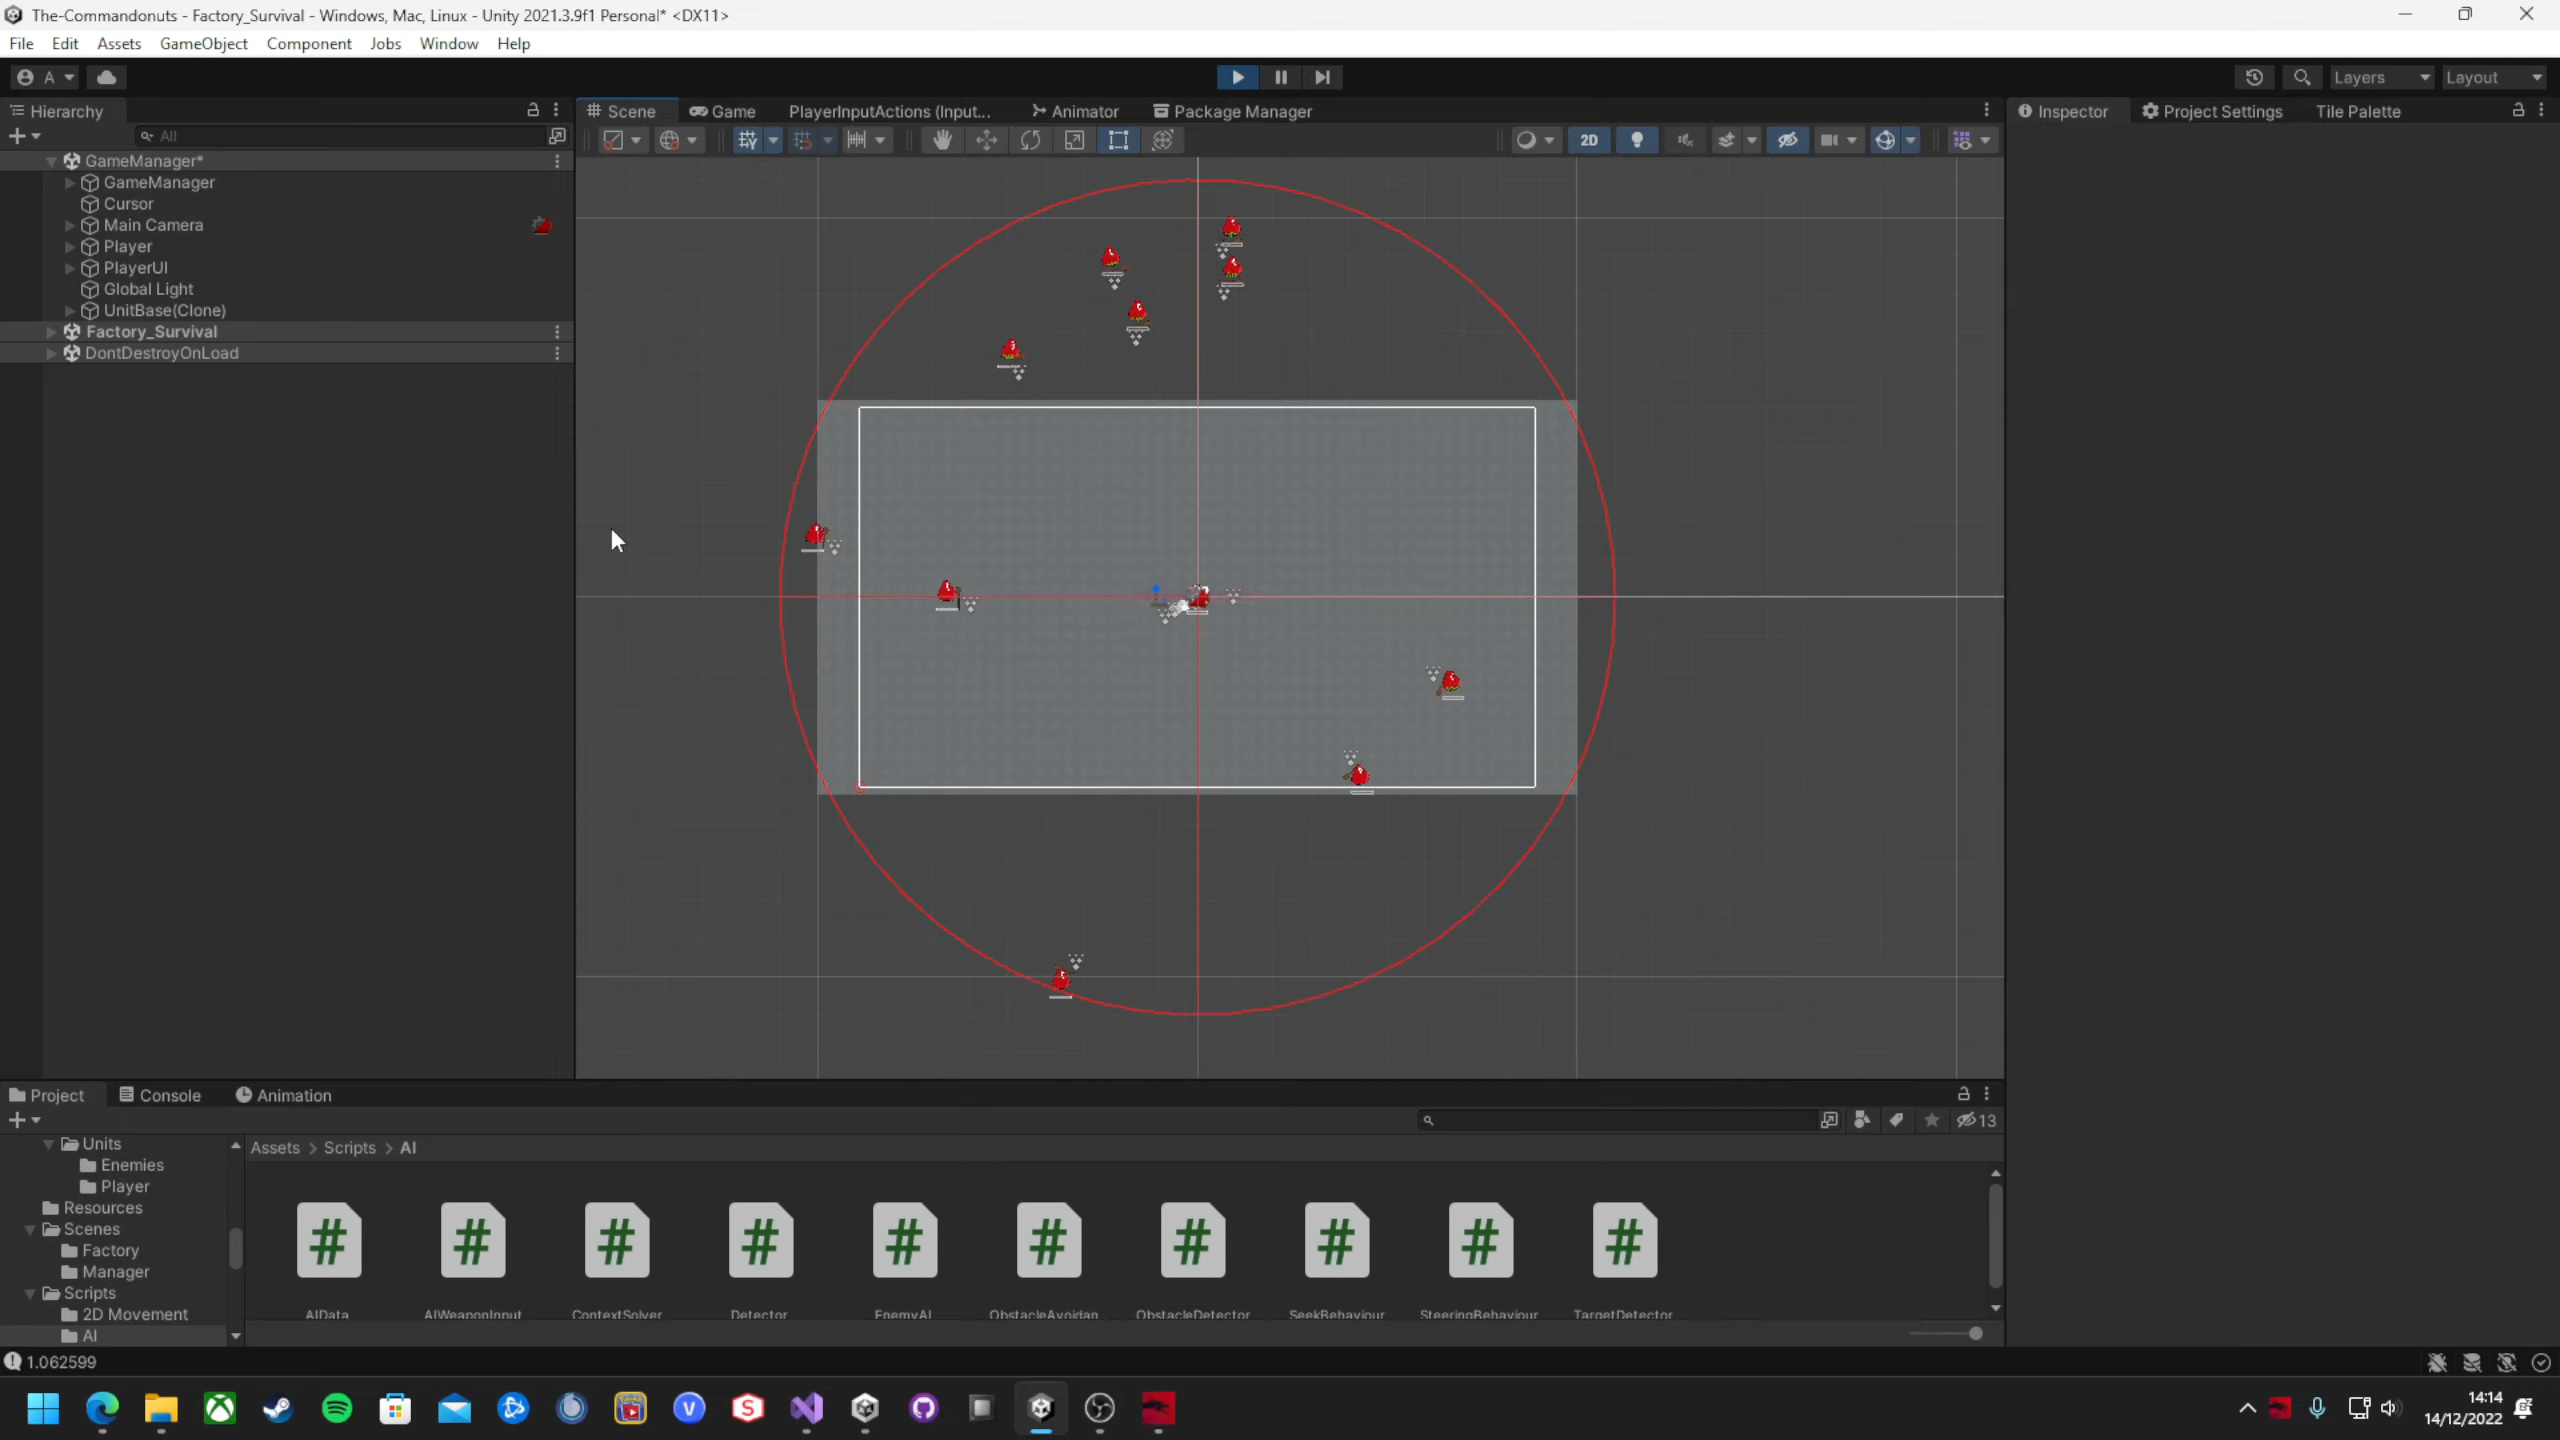 The-Commandonuts - Factory_Survival - Windows, Mac, Linux - Unity 2021.3.9f1 Personal* <DX11>
File Edit Assets GameObject Component Jobs Window Help
A Layers Layout
Hierarchy
All
GameManager*
GameManager
Cursor
Main Camera
Player
PlayerUI
Global Light
UnitBase(Clone)
Factory_Survival
DontDestroyOnLoad
Scene Game PlayerInputActions (Input... Animator Package Manager
2D
Inspector Project Settings Tile Palette
Project Console Animation
13
Units
Enemies
Player
Resources
Scenes
Factory
Manager
Scripts
2D Movement
AI
Assets > Scripts > AI
AIData AIWeaponInput ContextSolver Detector EnemyAI ObstacleAvoidan ObstacleDetector SeekBehaviour SteeringBehaviour TargetDetector
1.062599
14:14
14/12/2022